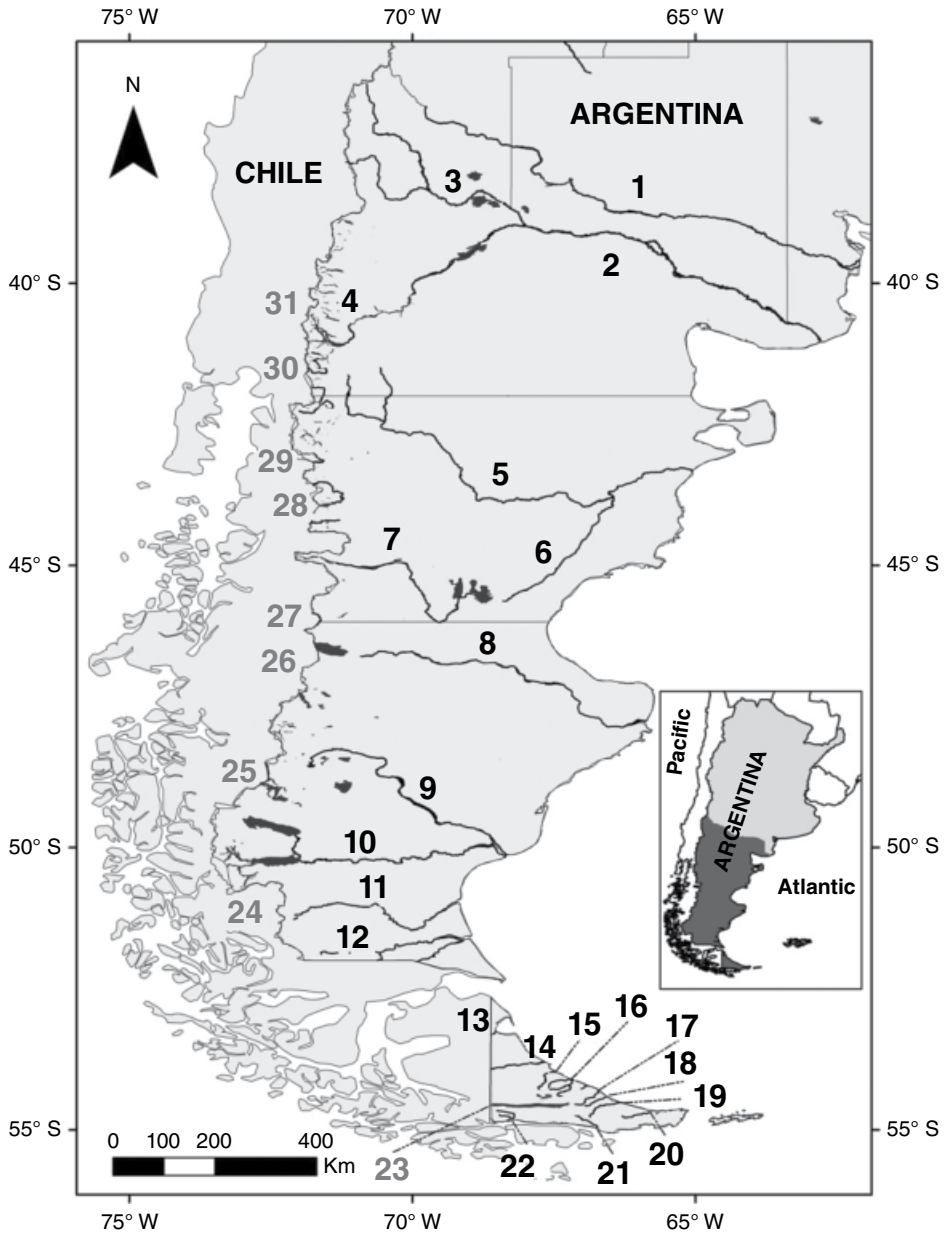 75° W 70° W 65° W
N
ARGENTINA
CHILE
3
1
2
40° S 40° S
31
4
30
29
5
28
7
6
45° S 45° S
27
8
26
25
9
Pacific
ARGENTINA
Atlantic
50° S 50° S
10
11
24
12
13
14
15
16
17
18
19
55° S 55° S
0 100 200 400
Km
23
22
21
20
75° W 70° W 65° W